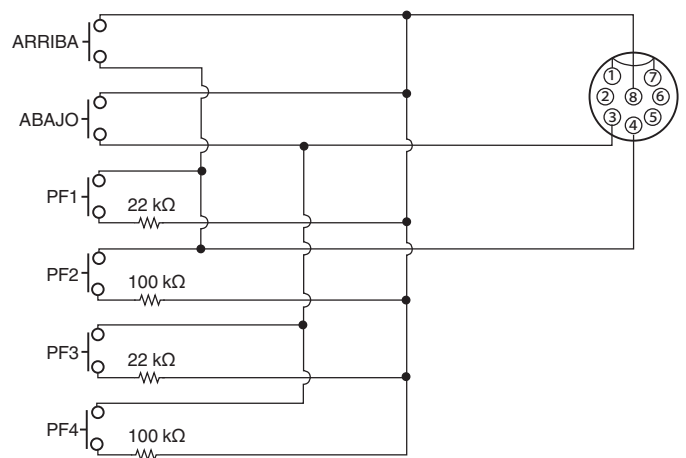 ARRIBA
ABAJO
PF1
22 kΩ
PF2
100 kΩ
PF3
22 kΩ
PF4
100 kΩ
1 7
2 8 6
3 4 5